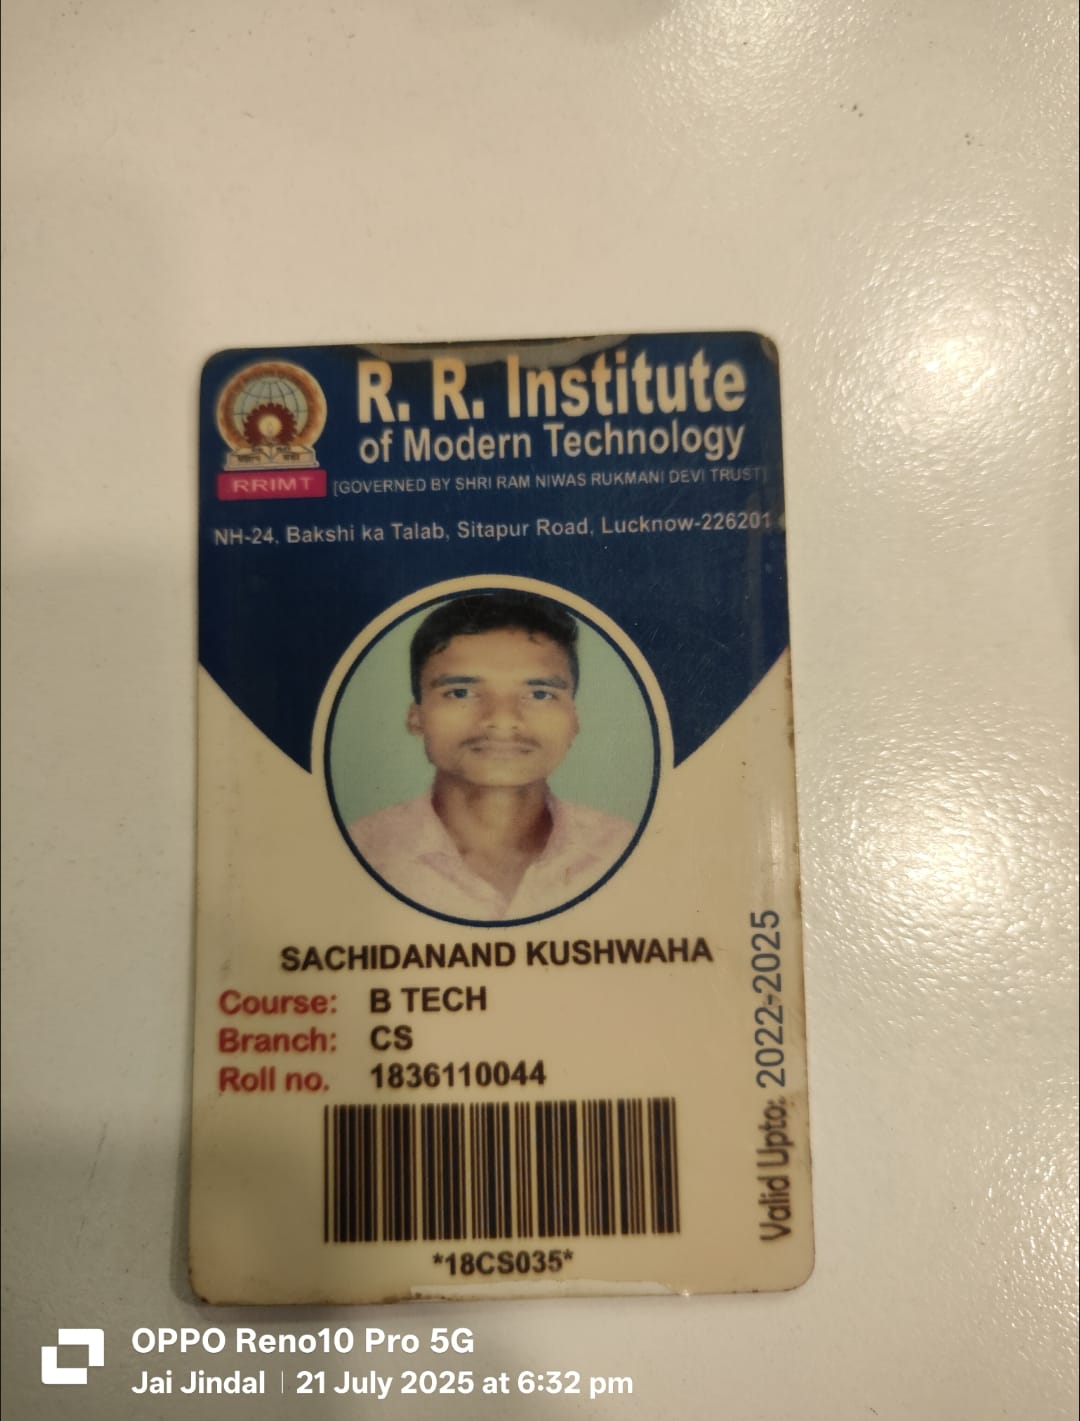 R. R. Institute
of Modern Technology
RRIMT
[GOVERNED BY SHRI RAM NIWAS RUKMANI DEVI TRUST]
NH-24, Bakshi ka Talab, Sitapur Road, Lucknow-226201
SACHIDANAND KUSHWAHA
Course: B TECH
Branch: CS
Roll no. 1836110044
*18CS035*
Valid Upto: 2022-2025
OPPO Reno10 Pro 5G
Jai Jindal | 21 July 2025 at 6:32 pm